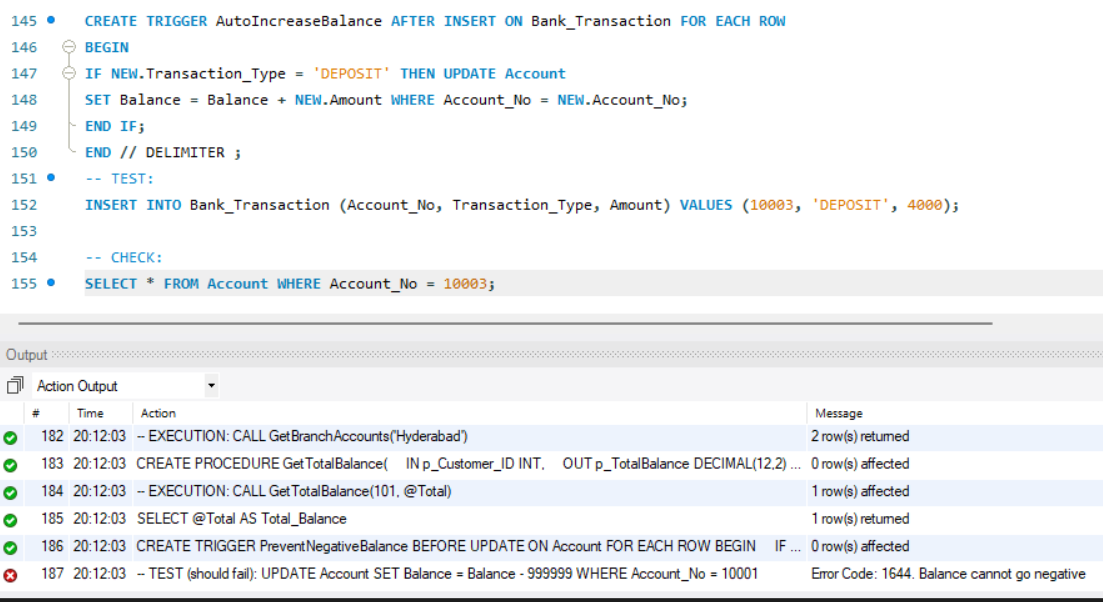 145 CREATE TRIGGER AutoIncreaseBalance AFTER INSERT ON Bank_Transaction FOR EACH ROW
146 BEGIN
147 IF NEW.Transaction_Type = 'DEPOSIT' THEN UPDATE Account
148 SET Balance = Balance + NEW.Amount WHERE Account_No = NEW.Account_No;
149 END IF;
150 END // DELIMITER ;
151 -- TEST:
152 INSERT INTO Bank_Transaction (Account_No, Transaction_Type, Amount) VALUES (10003, 'DEPOSIT', 4000);
153
154 -- CHECK:
155 SELECT * FROM Account WHERE Account_No = 10003;
Output
Action Output
# Time Action Message
182 20:12:03 -- EXECUTION: CALL GetBranchAccounts('Hyderabad') 2 row(s) returned
183 20:12:03 CREATE PROCEDURE GetTotalBalance( IN p_Customer_ID INT, OUT p_TotalBalance DECIMAL(12,2) ... 0 row(s) affected
184 20:12:03 -- EXECUTION: CALL GetTotalBalance(101, @Total) 1 row(s) affected
185 20:12:03 SELECT @Total AS Total_Balance 1 row(s) returned
186 20:12:03 CREATE TRIGGER PreventNegativeBalance BEFORE UPDATE ON Account FOR EACH ROW BEGIN IF ... 0 row(s) affected
187 20:12:03 -- TEST (should fail): UPDATE Account SET Balance = Balance - 999999 WHERE Account_No = 10001 Error Code: 1644. Balance cannot go negative